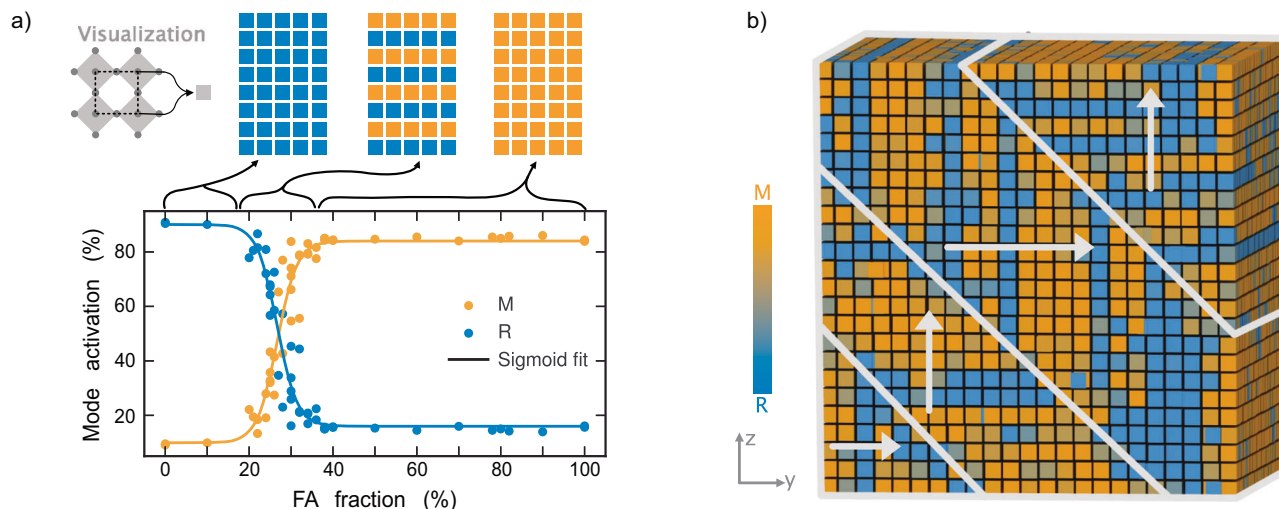 a)
Visualization
Mode activation (%)
80
60
40
20
M
R
Sigmoid fit
0
20
40
60
80
100
FA fraction (%)
b)
M
R
z
y